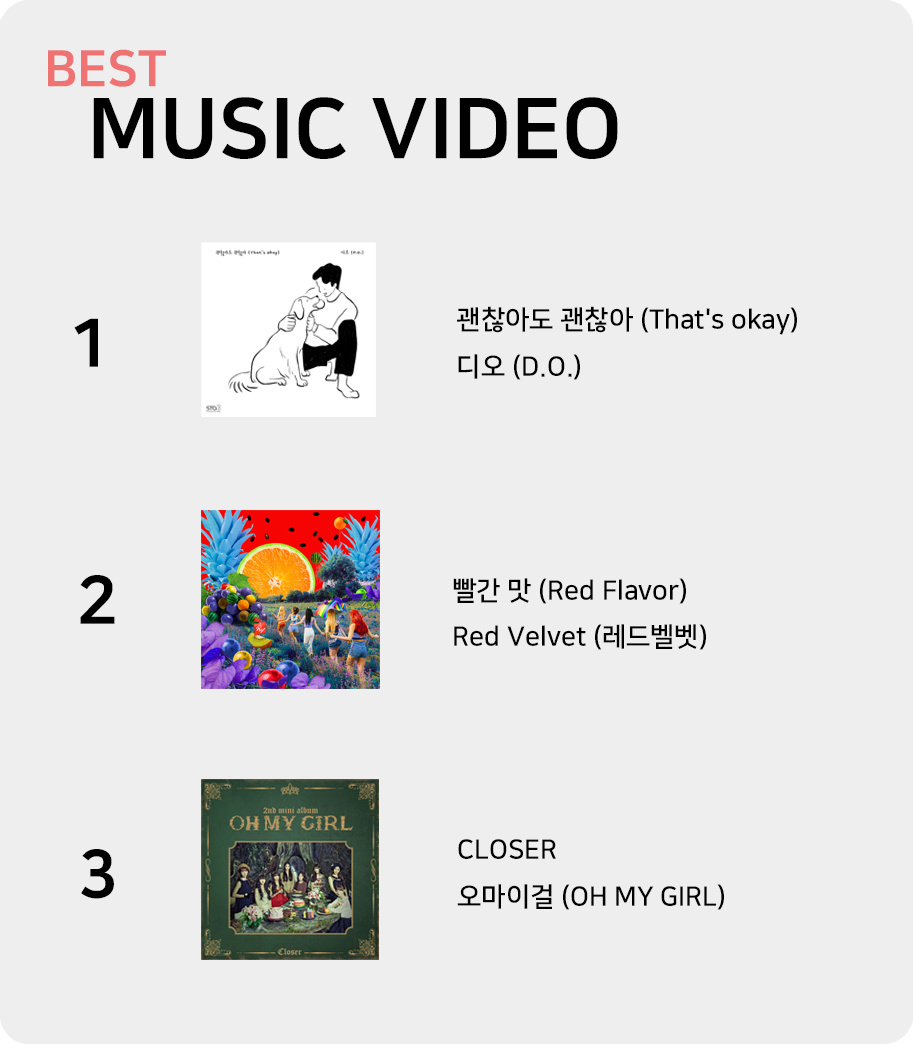 BEST
MUSIC VIDEO
1
괜찮아도 괜찮아 (That's okay)
디오 (D.O.)
괜찮아도 괜찮아 (That's okay)
디오 (D.O.)
2
빨간 맛 (Red Flavor)
Red Velvet (레드벨벳)
3
2nd mini album
OH MY GIRL
Closer
CLOSER
오마이걸 (OH MY GIRL)